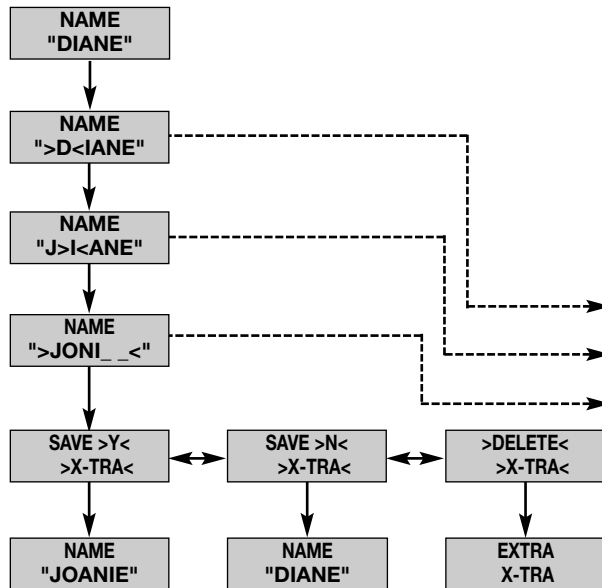 NAME
"DIANE"
NAME
">D<IANE"
NAME
"J>I<ANE"
NAME
">JONI_ _<"
SAVE >Y<
>X-TRA<
SAVE >N<
>X-TRA<
>DELETE<
>X-TRA<
NAME
"JOANIE"
NAME
"DIANE"
EXTRA
X-TRA